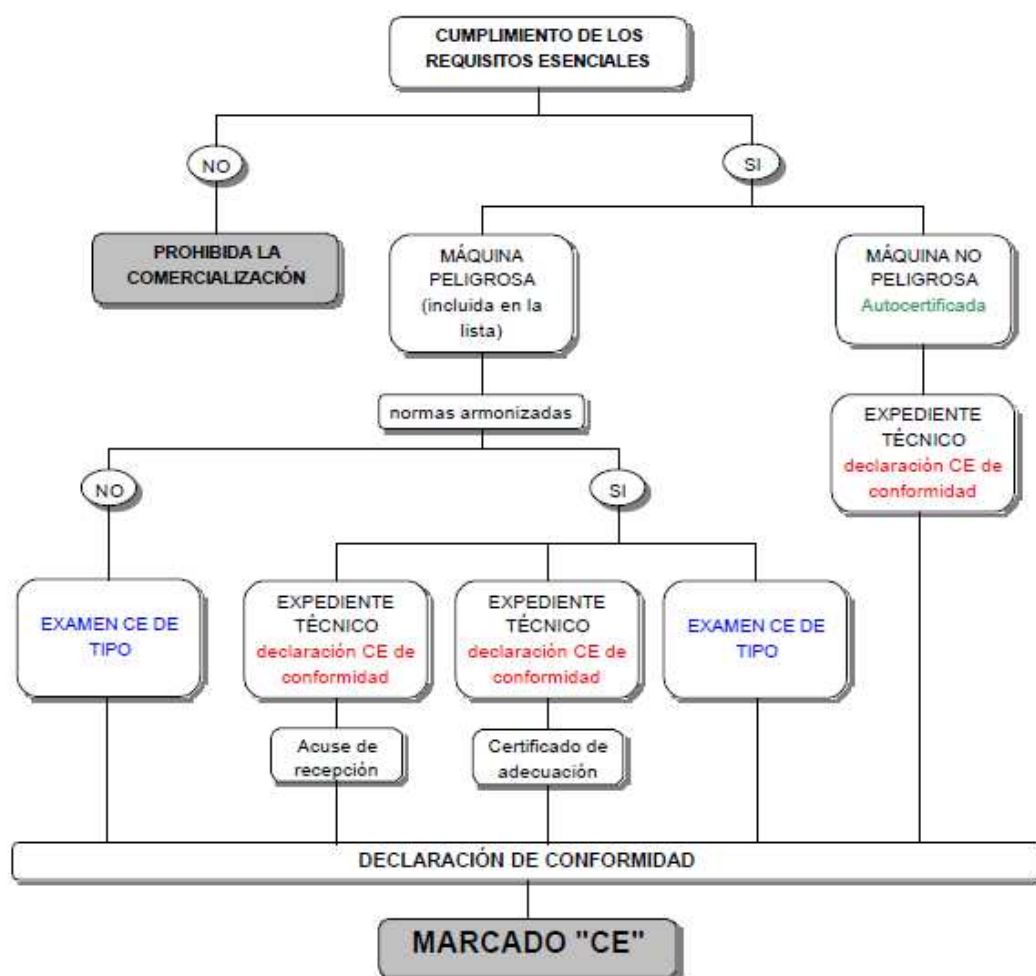 CUMPLIMIENTO DE LOS
REQUISITOS ESENCIALES
NO
SI
PROHIBIDA LA
COMERCIALIZACIÓN
MÁQUINA
PELIGROSA
(incluida en la
lista)
MÁQUINA NO
PELIGROSA
Autocertificada
normas armonizadas
EXPEDIENTE
TÉCNICO
declaración CE de
conformidad
NO
SI
EXAMEN CE DE
TIPO
EXPEDIENTE
TÉCNICO
declaración CE de
conformidad
EXPEDIENTE
TÉCNICO
declaración CE de
conformidad
EXAMEN CE DE
TIPO
Acuse de
recepción
Certificado de
adecuación
DECLARACIÓN DE CONFORMIDAD
MARCADO "CE"